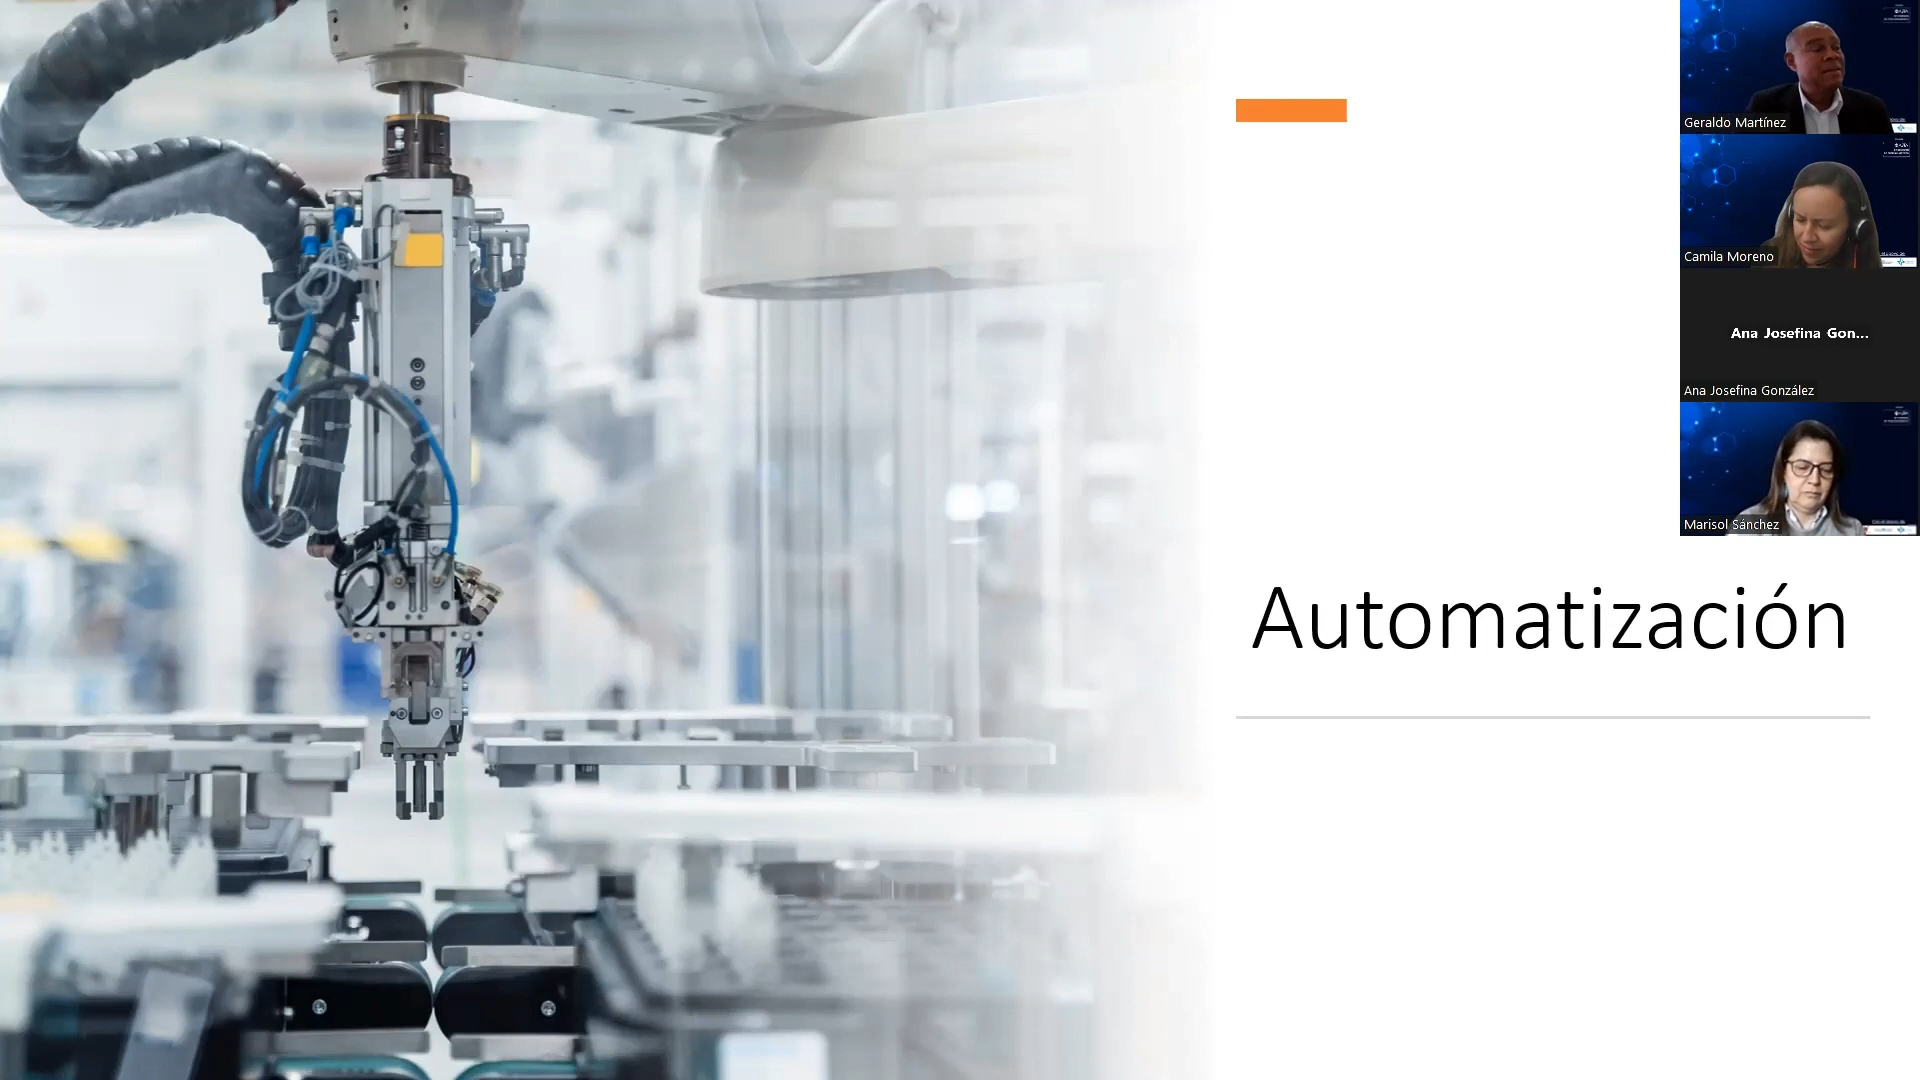 Automatización
Geraldo Martínez
Camila Moreno
Ana Josefina Gon...
Ana Josefina González
Marisol Sánchez